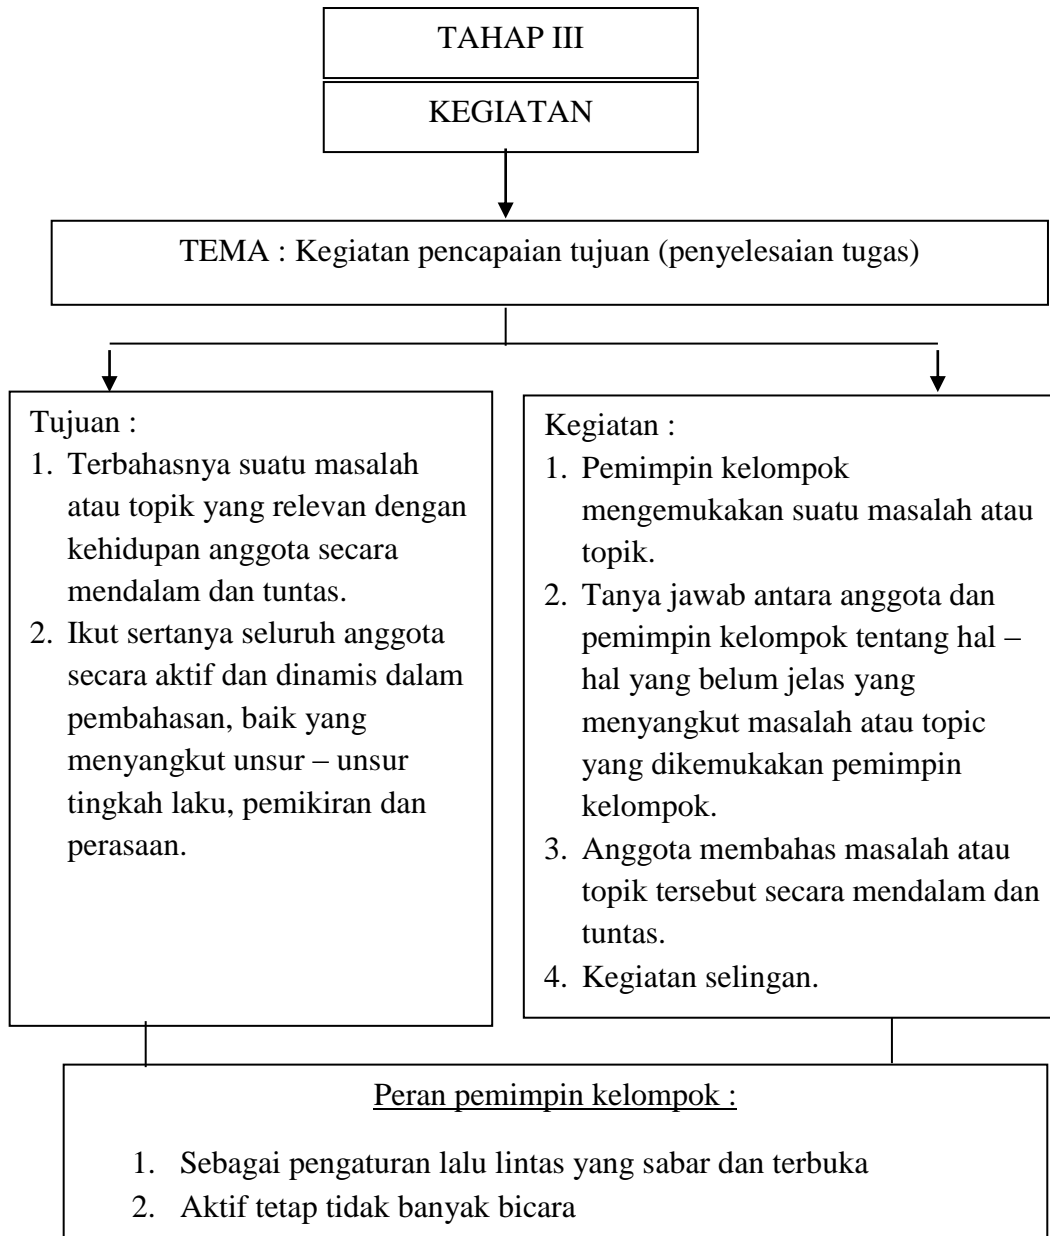 TAHAP III
KEGIATAN
TEMA : Kegiatan pencapaian tujuan (penyelesaian tugas)
Tujuan :
1. Terbahasnya suatu masalah
atau topik yang relevan dengan
kehidupan anggota secara
mendalam dan tuntas.
2. Ikut sertanya seluruh anggota
secara aktif dan dinamis dalam
pembahasan, baik yang
menyangkut unsur – unsur
tingkah laku, pemikiran dan
perasaan.
Kegiatan :
1. Pemimpin kelompok
mengemukakan suatu masalah atau
topik.
2. Tanya jawab antara anggota dan
pemimpin kelompok tentang hal –
hal yang belum jelas yang
menyangkut masalah atau topic
yang dikemukakan pemimpin
kelompok.
3. Anggota membahas masalah atau
topik tersebut secara mendalam dan
tuntas.
4. Kegiatan selingan.
Peran pemimpin kelompok :
1. Sebagai pengaturan lalu lintas yang sabar dan terbuka
2. Aktif tetap tidak banyak bicara